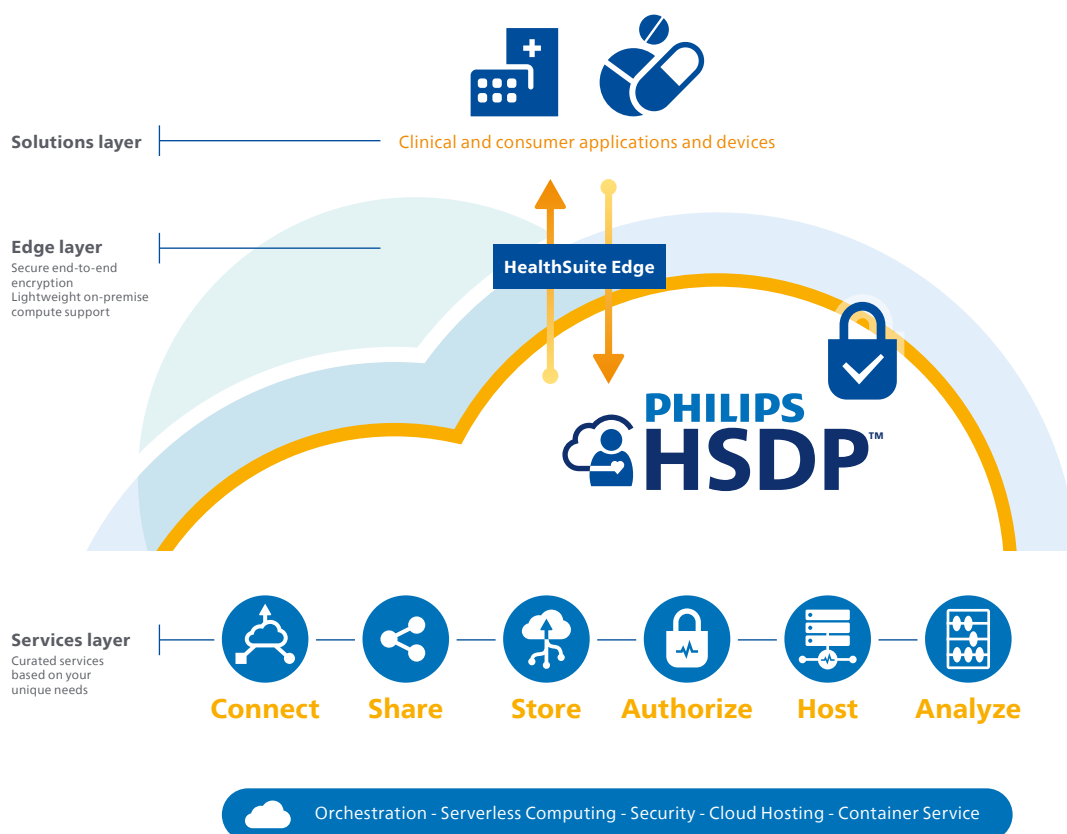 Solutions layer
Clinical and consumer applications and devices
Edge layer
Secure end-to-end
encryption
Lightweight on-premise
compute support
HealthSuite Edge
PHILIPS
HSDP™
Services layer
Curated services
based on your
unique needs
Connect
Share
Store
Authorize
Host
Analyze
Orchestration - Serverless Computing - Security - Cloud Hosting - Container Service